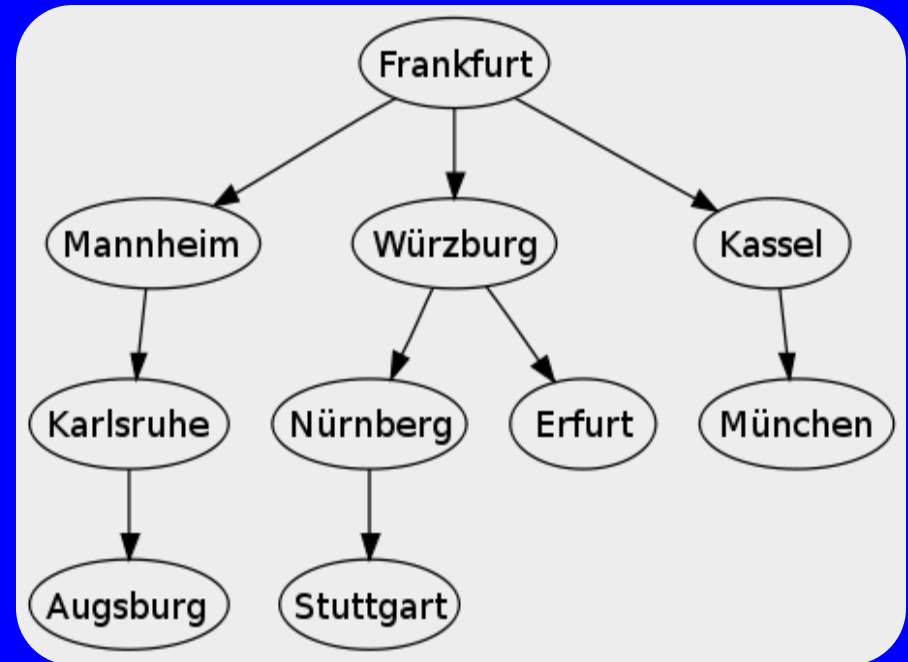 Frankfurt
Mannheim
Würzburg
Kassel
Karlsruhe
Nürnberg
Erfurt
München
Augsburg
Stuttgart